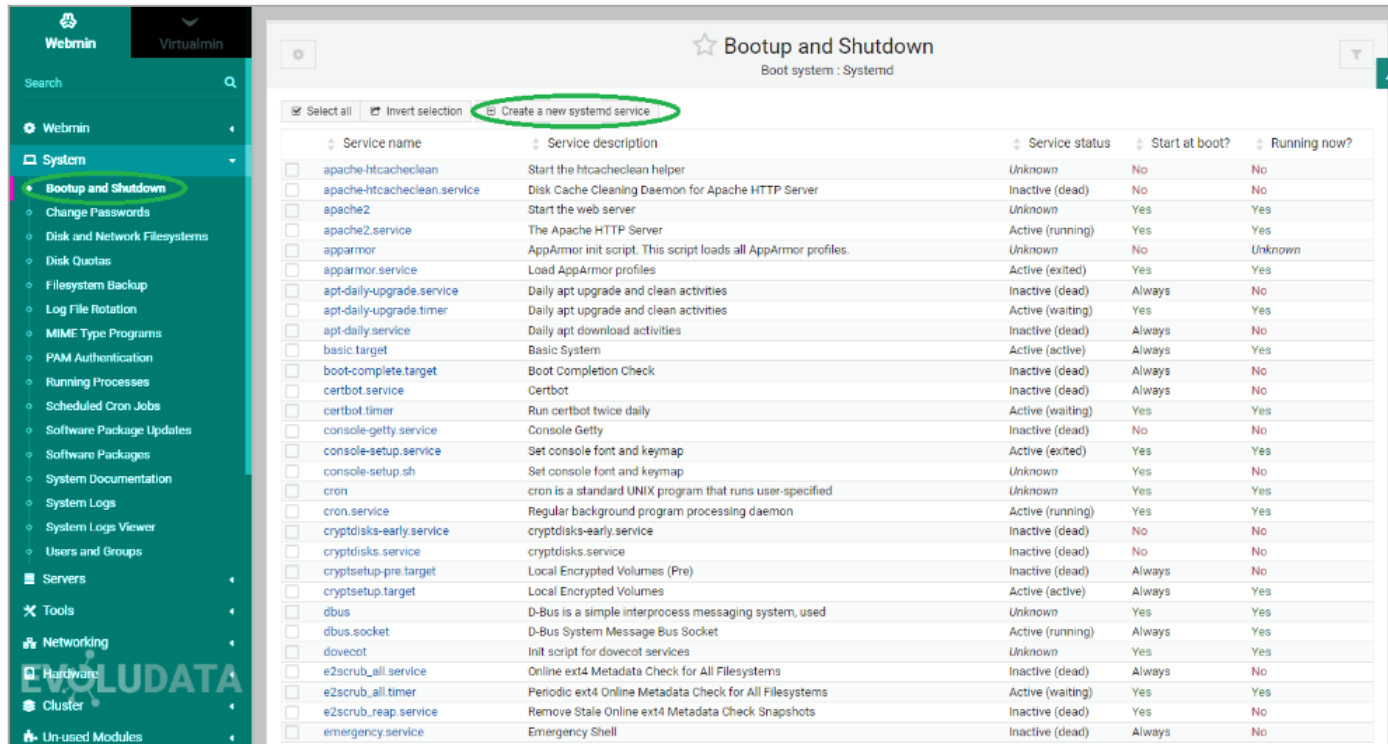 Webmin
Virtualmin
Search
Webmin
System
Bootup and Shutdown
Change Passwords
Disk and Network Filesystems
Disk Quotas
Filesystem Backup
Log File Rotation
MIME Type Programs
PAM Authentication
Running Processes
Scheduled Cron Jobs
Software Package Updates
Software Packages
System Documentation
System Logs
System Logs Viewer
Users and Groups
Servers
Tools
Networking
Hardware
Cluster
Un-used Modules
EVOLUDATA
Bootup and Shutdown
Boot system : Systemd
Select all Invert selection Create a new systemd service
Service name Service description Service status Start at boot? Running now?
apache-htcacheclean Start the htcacheclean helper Unknown No No
apache-htcacheclean.service Disk Cache Cleaning Daemon for Apache HTTP Server Inactive (dead) No No
apache2 Start the web server Unknown Yes Yes
apache2.service The Apache HTTP Server Active (running) Yes Yes
apparmor AppArmor init script. This script loads all AppArmor profiles. Unknown No Unknown
apparmor.service Load AppArmor profiles Active (exited) Yes Yes
apt-daily-upgrade.service Daily apt upgrade and clean activities Inactive (dead) Always No
apt-daily-upgrade.timer Daily apt upgrade and clean activities Active (waiting) Yes Yes
apt-daily.service Daily apt download activities Inactive (dead) Always No
basic.target Basic System Active (active) Always Yes
boot-complete.target Boot Completion Check Inactive (dead) Always No
certbot.service Certbot Inactive (dead) Always No
certbot.timer Run certbot twice daily Active (waiting) Yes Yes
console-getty.service Console Getty Inactive (dead) No No
console-setup.service Set console font and keymap Active (exited) Yes Yes
console-setup.sh Set console font and keymap Unknown Yes No
cron cron is a standard UNIX program that runs user-specified Unknown Yes Yes
cron.service Regular background program processing daemon Active (running) Yes Yes
cryptdisks-early.service cryptdisks-early.service Inactive (dead) No No
cryptdisks.service cryptdisks.service Inactive (dead) No No
cryptsetup-pre.target Local Encrypted Volumes (Pre) Inactive (dead) Always No
cryptsetup.target Local Encrypted Volumes Active (active) Always Yes
dbus D-Bus is a simple interprocess messaging system, used Unknown Yes Yes
dbus.socket D-Bus System Message Bus Socket Active (running) Always Yes
dovecot Init script for dovecot services Unknown Yes Yes
e2scrub_all.service Online ext4 Metadata Check for All Filesystems Inactive (dead) Always No
e2scrub_all.timer Periodic ext4 Online Metadata Check for All Filesystems Active (waiting) Yes Yes
e2scrub_reap.service Remove Stale Online ext4 Metadata Check Snapshots Inactive (dead) Yes No
emergency.service Emergency Shell Inactive (dead) Always No